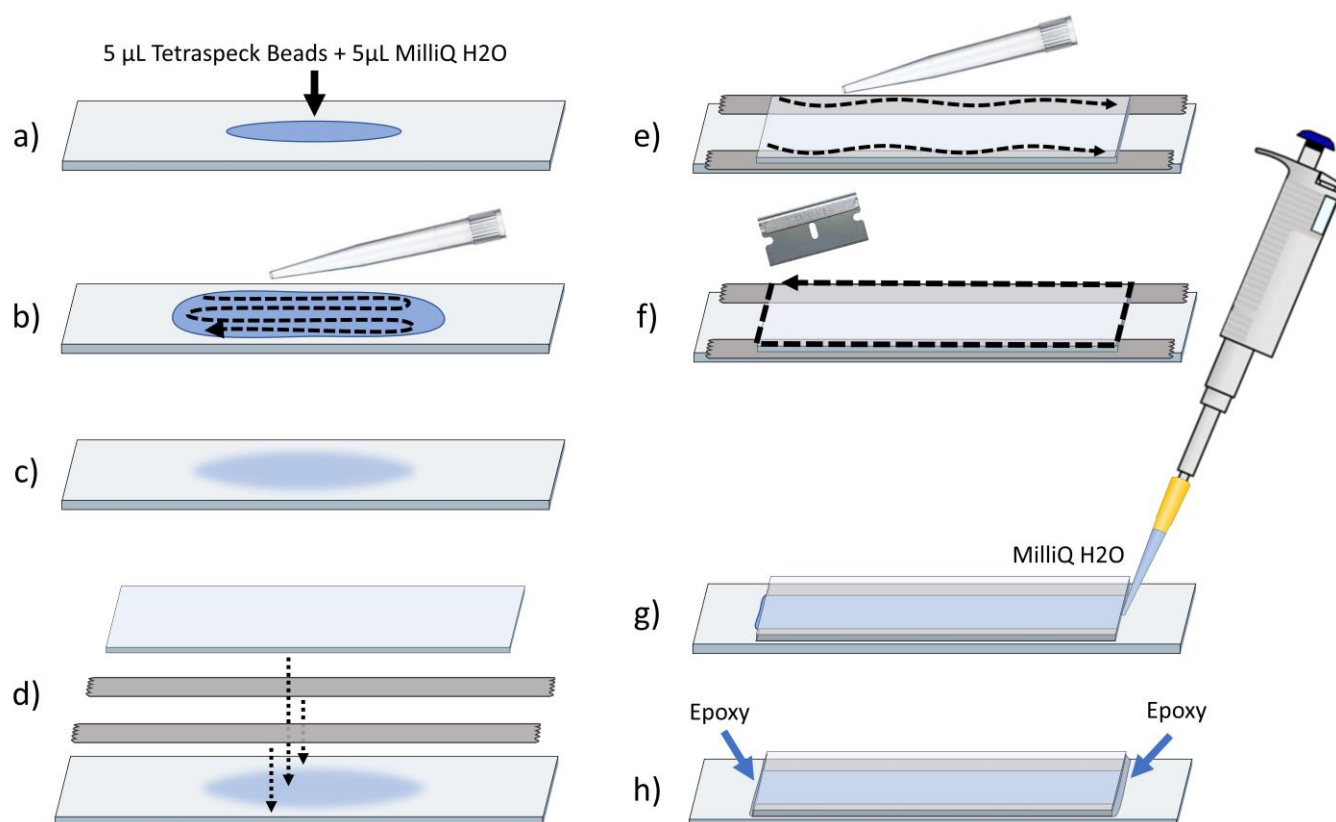 5 µL Tetraspeck Beads + 5µL MilliQ H2O
a)
b)
c)
d)
e)
f)
MilliQ H2O
g)
Epoxy
Epoxy
h)